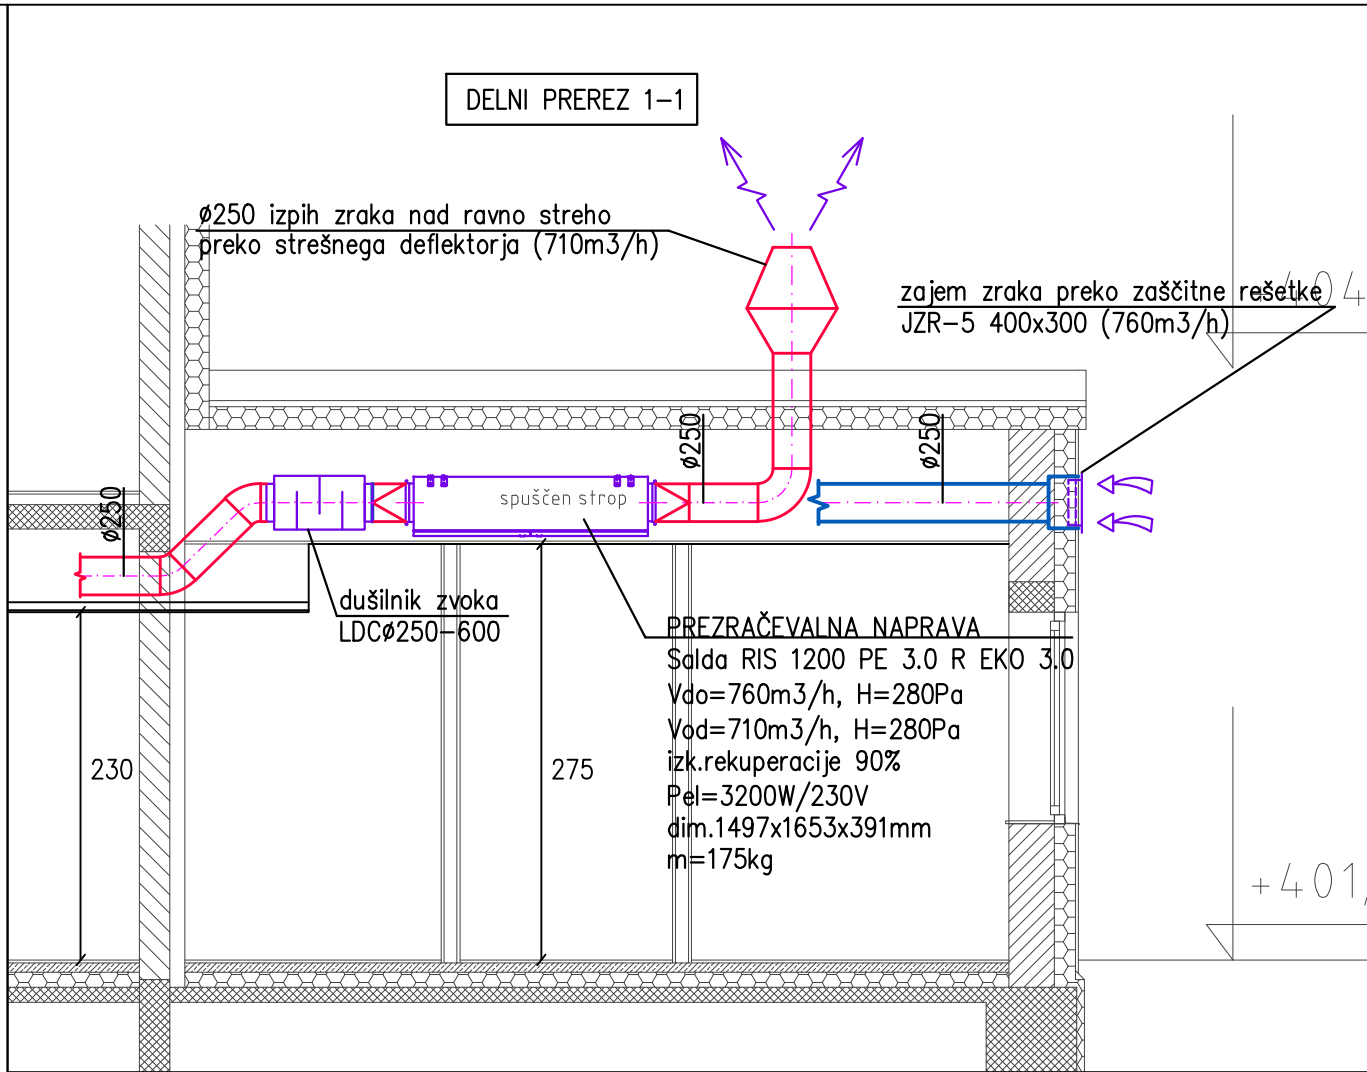 DELNI PREREZ 1-1
Ø250 izpih zraka nad ravno streho
preko strešnega deflektorja (710m3/h)
zajem zraka preko zaščitne rešetke
JZR-5 400x300 (760m3/h)
+404
ø250
ø250
ø250
spuščen strop
dušilnik zvoka
LDCø250-600
PREZRAČEVALNA NAPRAVA
Salda RIS 1200 PE 3.0 R EKO 3.0
Vdo=760m3/h, H=280Pa
Vod=710m3/h, H=280Pa
izk.rekuperacije 90%
Pel=3200W/230V
dim.1497x1653x391mm
m=175kg
230
275
+401,